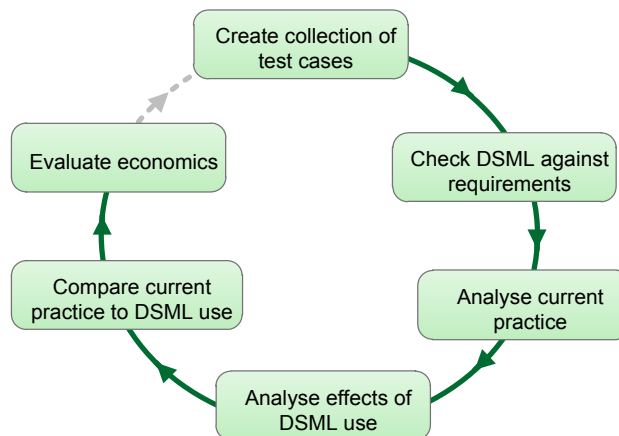 Create collection of
test cases
Check DSML against
requirements
Analyse current
practice
Analyse effects of
DSML use
Compare current
practice to DSML use
Evaluate economics